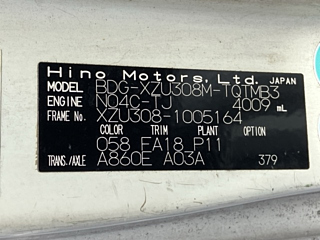 Hino Motors, Ltd. JAPAN
MODEL BDG-XZU308M-TQTMB3
ENGINE N04C-TJ 4009 mL
FRAME No. XZU308-1005164
COLOR TRIM PLANT OPTION
058 EA18 P11
TRANS./AXLE A860E A03A 379